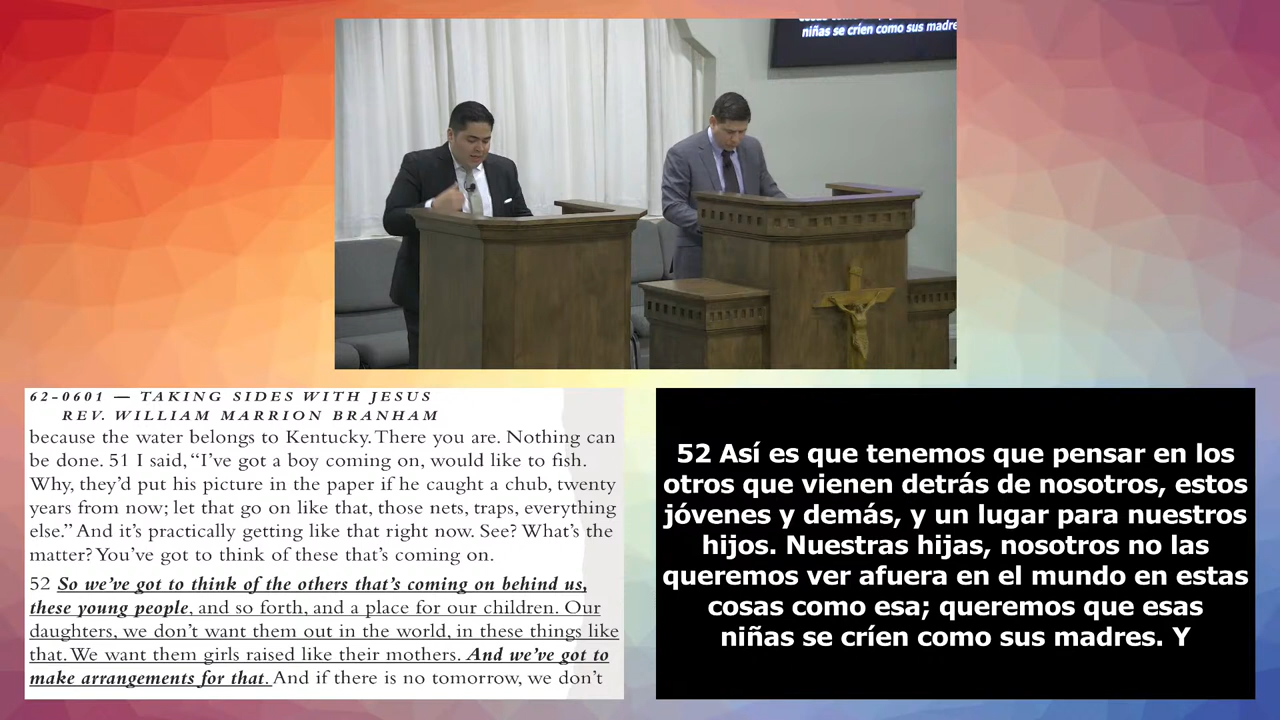 niñas se críen como sus madre
62-0601 — TAKING SIDES WITH JESUS
REV. WILLIAM MARRION BRANHAM
because the water belongs to Kentucky. There you are. Nothing can
be done. 51 I said, “I’ve got a boy coming on, would like to fish.
Why, they’d put his picture in the paper if he caught a chub, twenty
years from now; let that go on like that, those nets, traps, everything
else.” And it’s practically getting like that right now. See? What’s the
matter? You’ve got to think of these that’s coming on.
52 So we’ve got to think of the others that’s coming on behind us,
these young people, and so forth, and a place for our children. Our
daughters, we don’t want them out in the world, in these things like
that. We want them girls raised like their mothers. And we’ve got to
make arrangements for that. And if there is no tomorrow, we don’t
52 Así es que tenemos que pensar en los
otros que vienen detrás de nosotros, estos
jóvenes y demás, y un lugar para nuestros
hijos. Nuestras hijas, nosotros no las
queremos ver afuera en el mundo en estas
cosas como esa; queremos que esas
niñas se críen como sus madres. Y